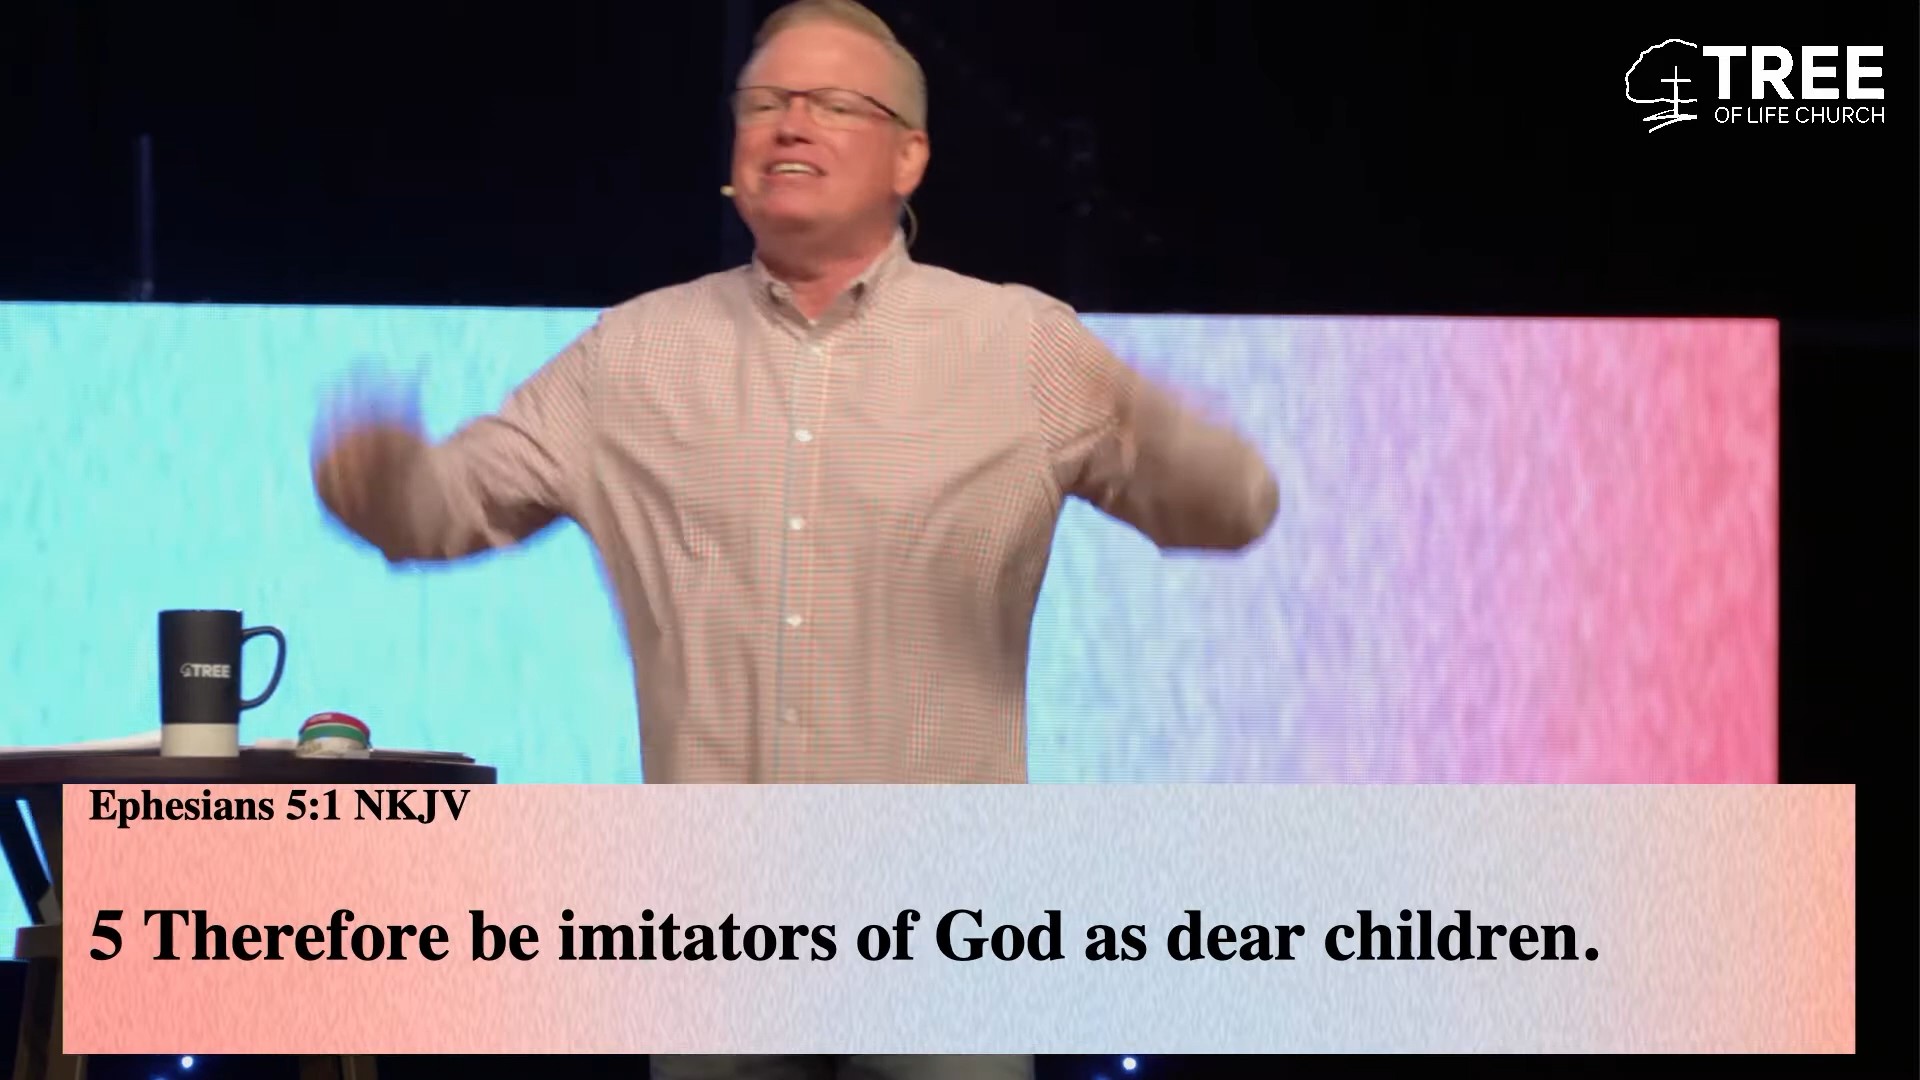 TREE
OF LIFE CHURCH
TREE
Ephesians 5:1 NKJV
5 Therefore be imitators of God as dear children.